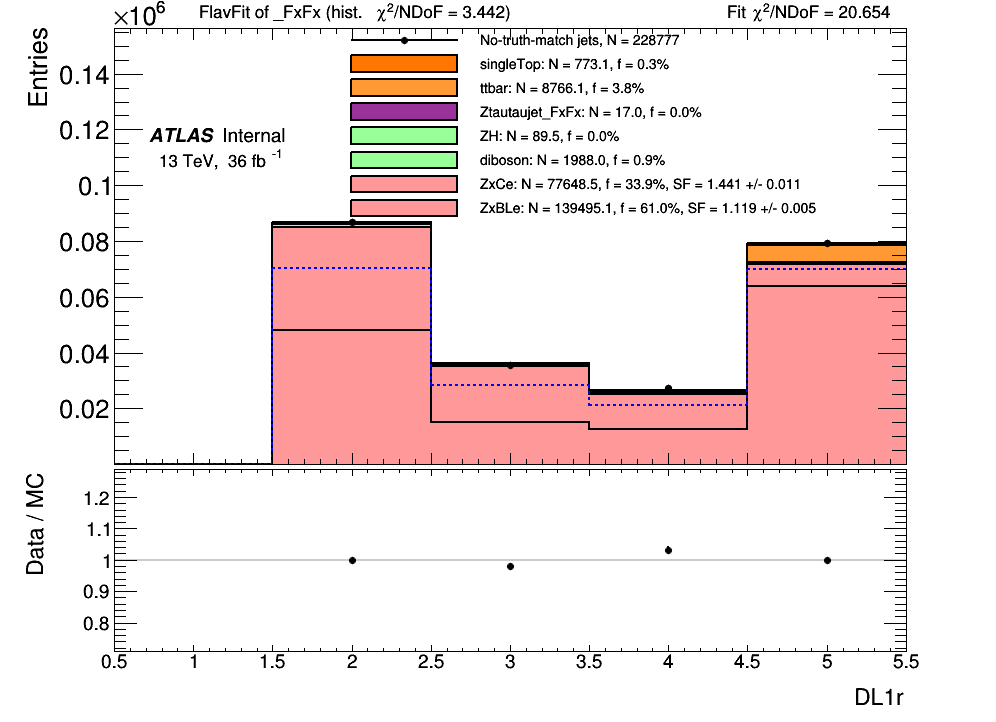 ×10⁶ FlavFit of _FxFx (hist. χ²/NDoF = 3.442) Fit χ²/NDoF = 20.654
Entries
No-truth-match jets, N = 228777
singleTop: N = 773.1, f = 0.3%
ttbar: N = 8766.1, f = 3.8%
Ztautaujet_FxFx: N = 17.0, f = 0.0%
ZH: N = 89.5, f = 0.0%
diboson: N = 1988.0, f = 0.9%
ZxCe: N = 77648.5, f = 33.9%, SF = 1.441 +/- 0.011
ZxBLe: N = 139495.1, f = 61.0%, SF = 1.119 +/- 0.005
ATLAS Internal
13 TeV, 36 fb⁻¹
0.14
0.12
0.1
0.08
0.06
0.04
0.02
Data / MC
1.2
1.1
1
0.9
0.8
0.5 1 1.5 2 2.5 3 3.5 4 4.5 5 5.5
DL1r